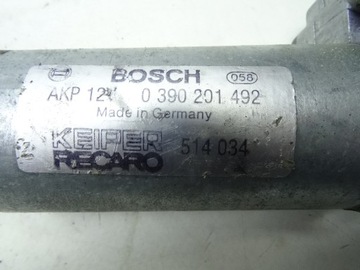 BOSCH 058
AKP 12V 0 390 201 492
Made in Germany
KEIPER
RECARO 514 034